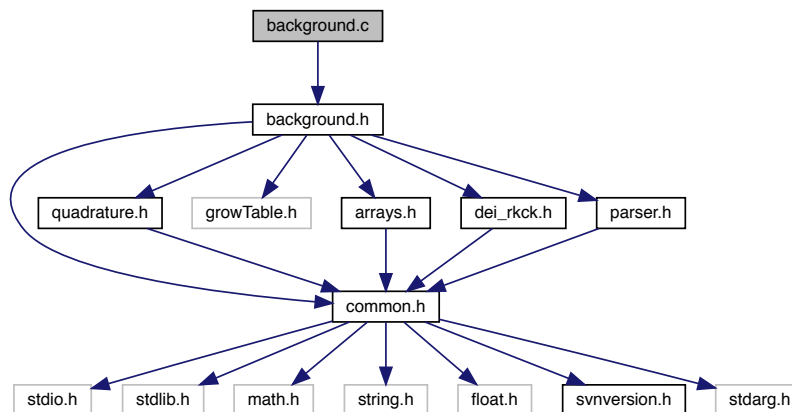 background.c
background.h
quadrature.h
growTable.h
arrays.h
dei_rkck.h
parser.h
common.h
stdio.h
stdlib.h
math.h
string.h
float.h
svnversion.h
stdarg.h